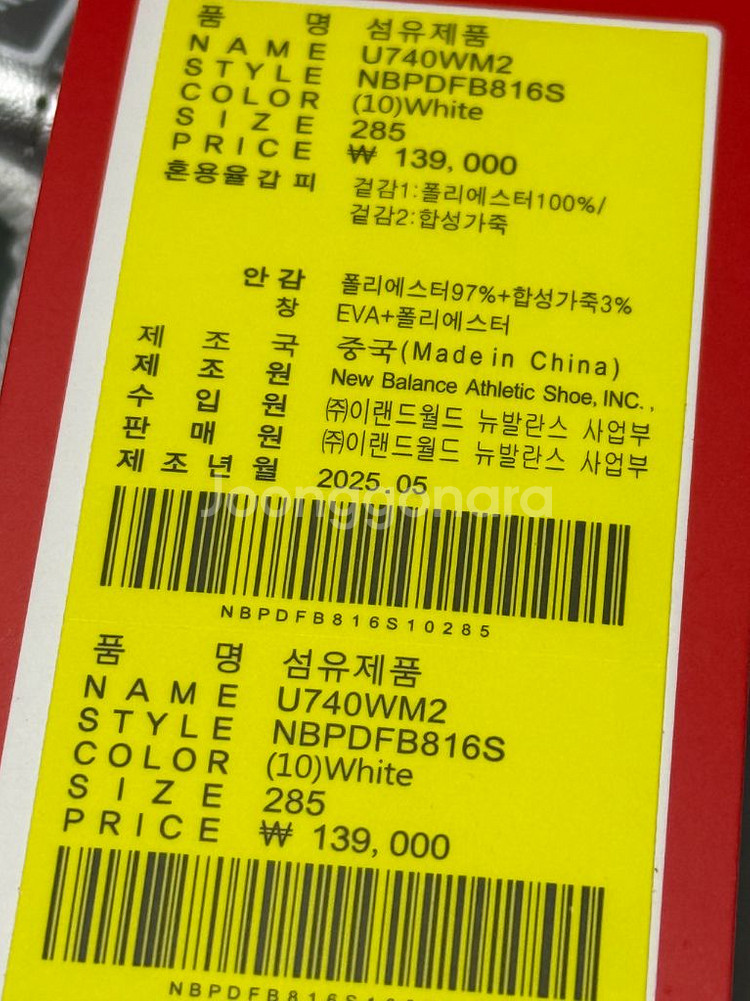 품 명 섬유제품
NAME U740WM2
STYLE NBPDFB816S
COLOR (10)White
SIZE 285
PRICE ₩ 139,000
혼용율 갑 피 겉감1:폴리에스터100%/
겉감2:합성가죽
안감 폴리에스터97%+합성가죽3%
창 EVA+폴리에스터
제조국 중국(Made in China)
제조원 New Balance Athletic Shoe, INC.,
수입원 ㈜이랜드월드 뉴발란스 사업부
판매원 ㈜이랜드월드 뉴발란스 사업부
제조년월 2025.05
Joonggonara
NBPDFB816S10285
품 명 섬유제품
NAME U740WM2
STYLE NBPDFB816S
COLOR (10)White
SIZE 285
PRICE ₩ 139,000